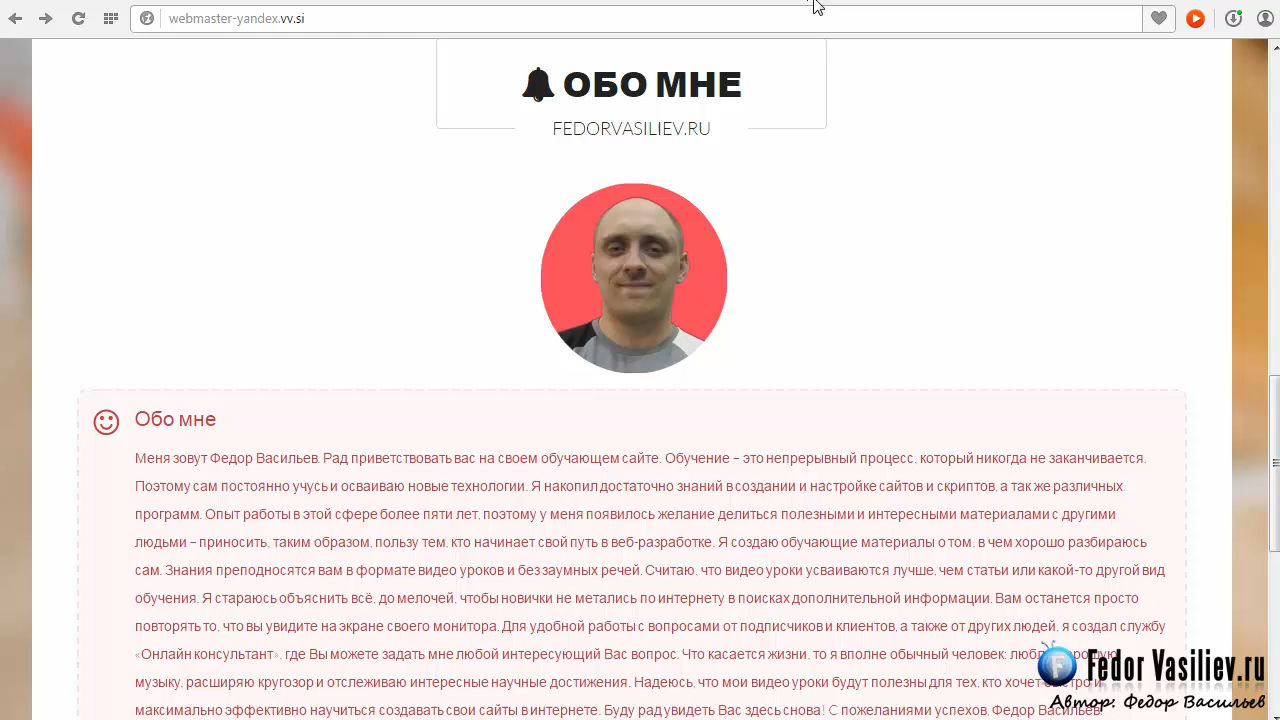 webmaster-yandex.vv.si
ОБО МНЕ
FEDORVASILIEV.RU
Обо мне
Меня зовут Федор Васильев. Рад приветствовать вас на своем обучающем сайте. Обучение – это непрерывный процесс, который никогда не заканчивается.
Поэтому сам постоянно учусь и осваиваю новые технологии. Я накопил достаточно знаний в создании и настройке сайтов и скриптов, а так же различных
программ. Опыт работы в этой сфере более пяти лет, поэтому у меня появилось желание делиться полезными и интересными материалами с другими
людьми – приносить, таким образом, пользу тем, кто начинает свой путь в веб-разработке. Я создаю обучающие материалы о том, в чем хорошо разбираюсь
сам. Знания преподносятся вам в формате видео уроков и без заумных речей. Считаю, что видео уроки усваиваются лучше, чем статьи или какой-то другой вид
обучения. Я стараюсь объяснить всё, до мелочей, чтобы новички не метались по интернету в поисках дополнительной информации. Вам останется просто
повторять то, что вы увидите на экране своего монитора. Для удобной работы с вопросами от подписчиков и клиентов, а также от других людей, я создал службу
«Онлайн консультант», где Вы можете задать мне любой интересующий Вас вопрос. Что касается жизни, то я вполне обычный человек:
музыку, расширяю кругозор и отслеживаю интересные научные достижения. Надеюсь, что мои видео уроки будут полезны для тех, кто хочет
максимально эффективно научиться создавать свои сайты в интернете. Буду рад увидеть Вас здесь снова! С пожеланиями успехов, Федор Васильев.
Fedor Vasiliev.ru
Автор: Федор Васильев